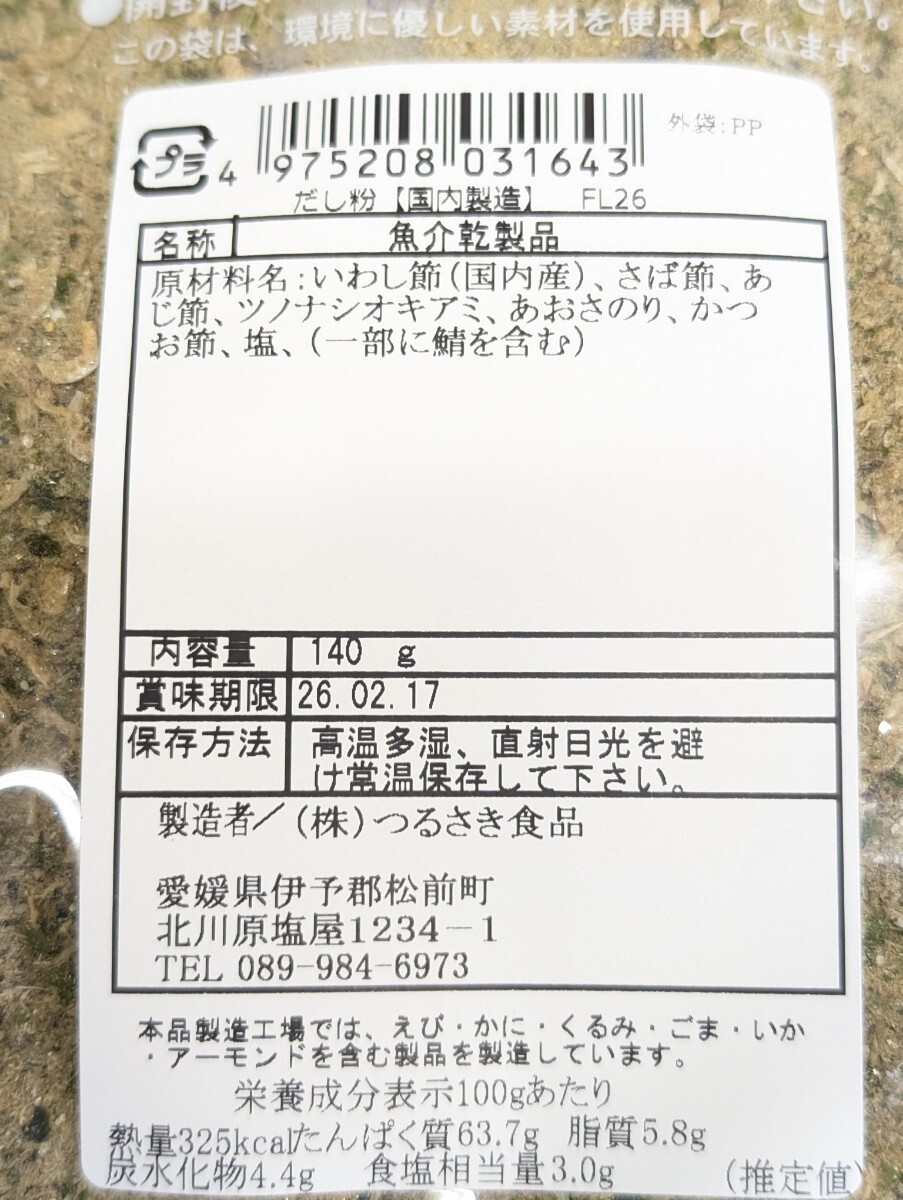 ●開封後
さい。
この袋は、環境に優しい素材を使用しています。
プラ
4 975208 031643
外袋:PP
だし粉【国内製造】 FL26
名称 魚介乾製品
原材料名:いわし節(国内産)、さば節、あ
じ節、ツノナシオキアミ、あおさのり、かつ
お節、塩、(一部に鯖を含む)
内容量 140 g
賞味期限 26.02.17
保存方法 高温多湿、直射日光を避
け常温保存して下さい。
製造者/(株)つるさき食品
愛媛県伊予郡松前町
北川原塩屋1234-1
TEL 089-984-6973
本品製造工場では、えび・かに・くるみ・ごま・いか
・アーモンドを含む製品を製造しています。
栄養成分表示100gあたり
熱量325kcalたんぱく質63.7g 脂質5.8g
炭水化物4.4g 食塩相当量3.0g (推定値)